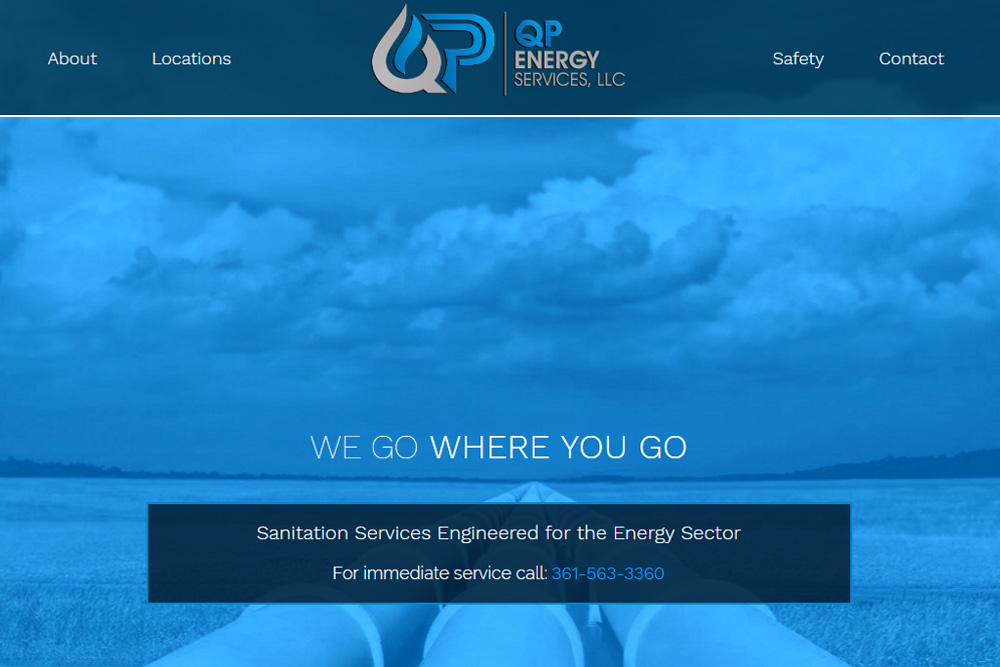 About
Locations
QP
QP
ENERGY
SERVICES, LLC
Safety
Contact
WE GO WHERE YOU GO
Sanitation Services Engineered for the Energy Sector
For immediate service call: 361-563-3360